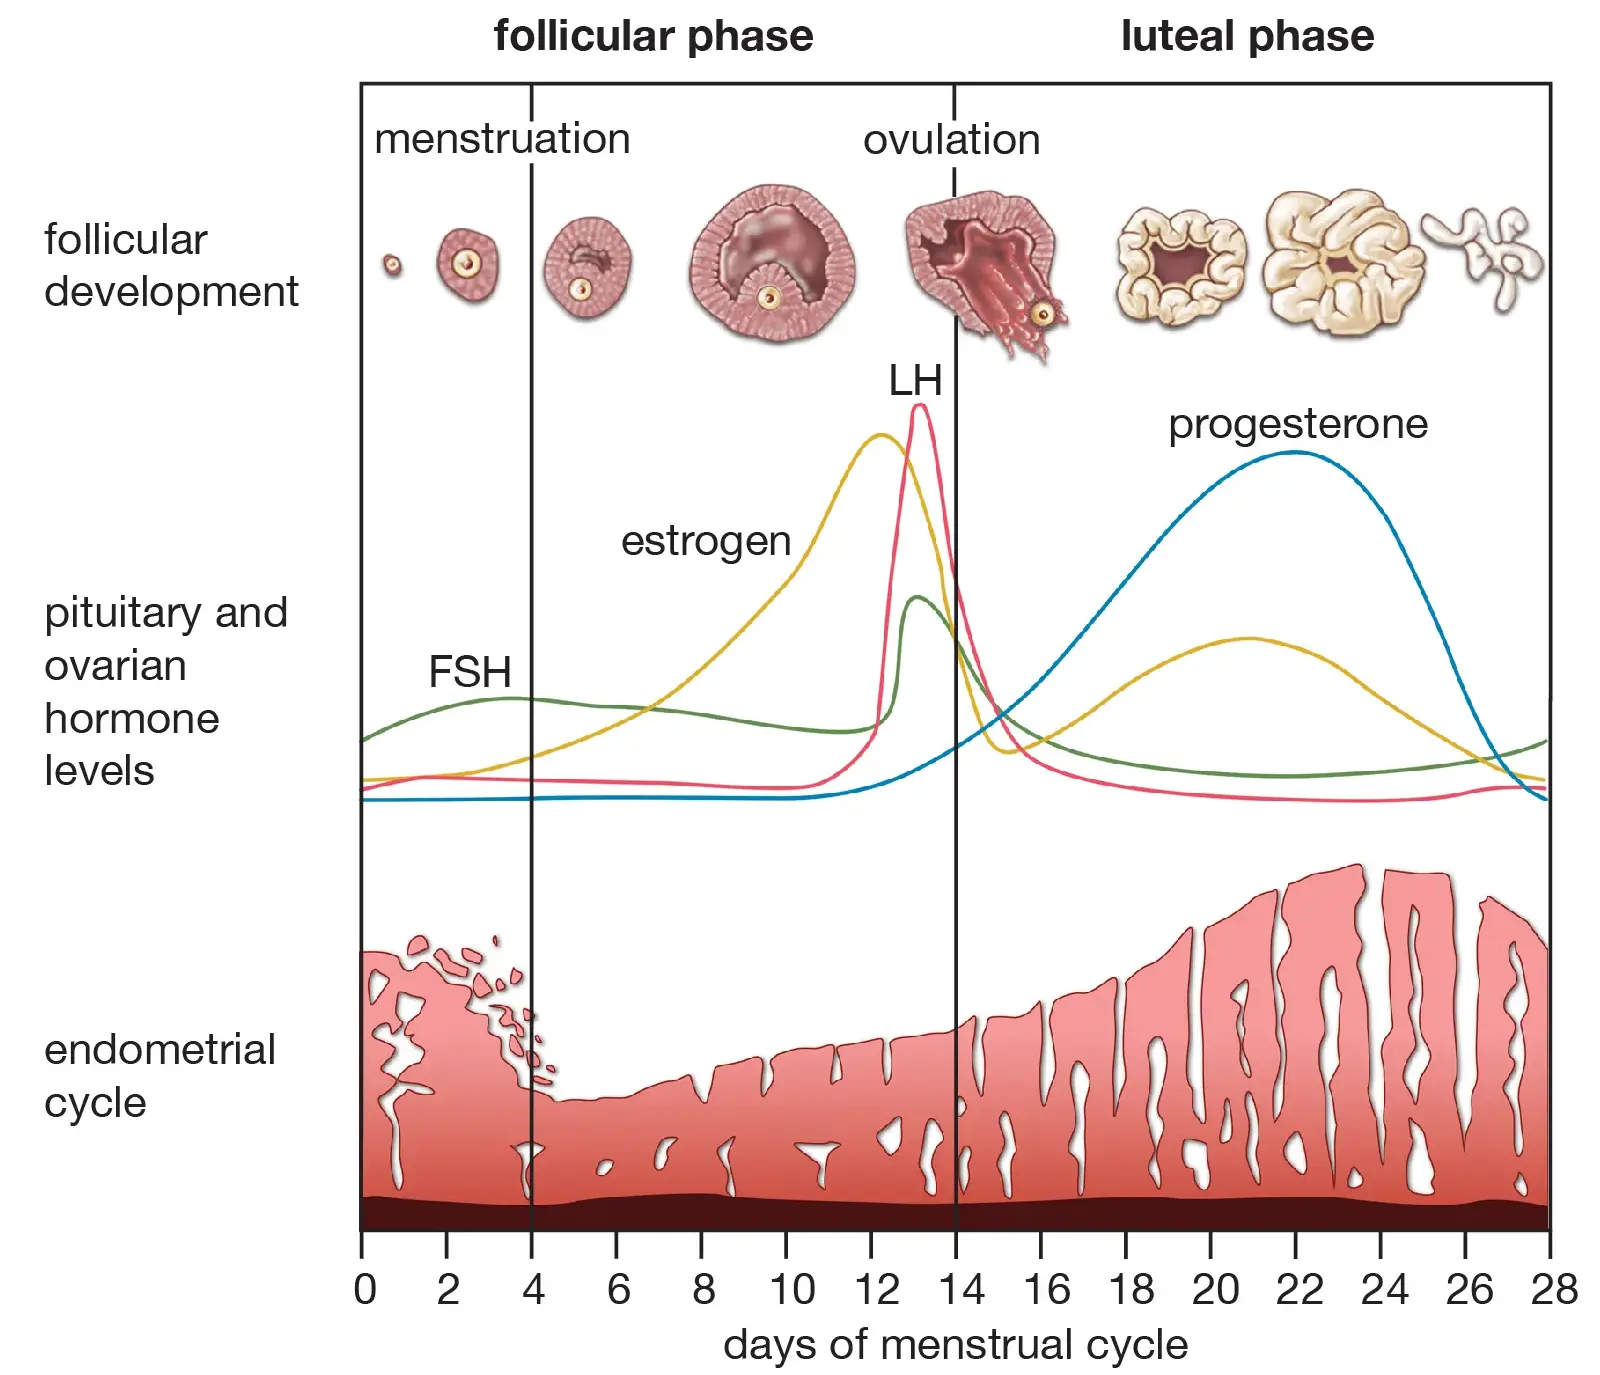 follicular phase
luteal phase
menstruation
ovulation
follicular
development
LH
progesterone
estrogen
pituitary and
ovarian
hormone
levels
FSH
endometrial
cycle
0 2 4 6 8 10 12 14 16 18 20 22 24 26 28
days of menstrual cycle